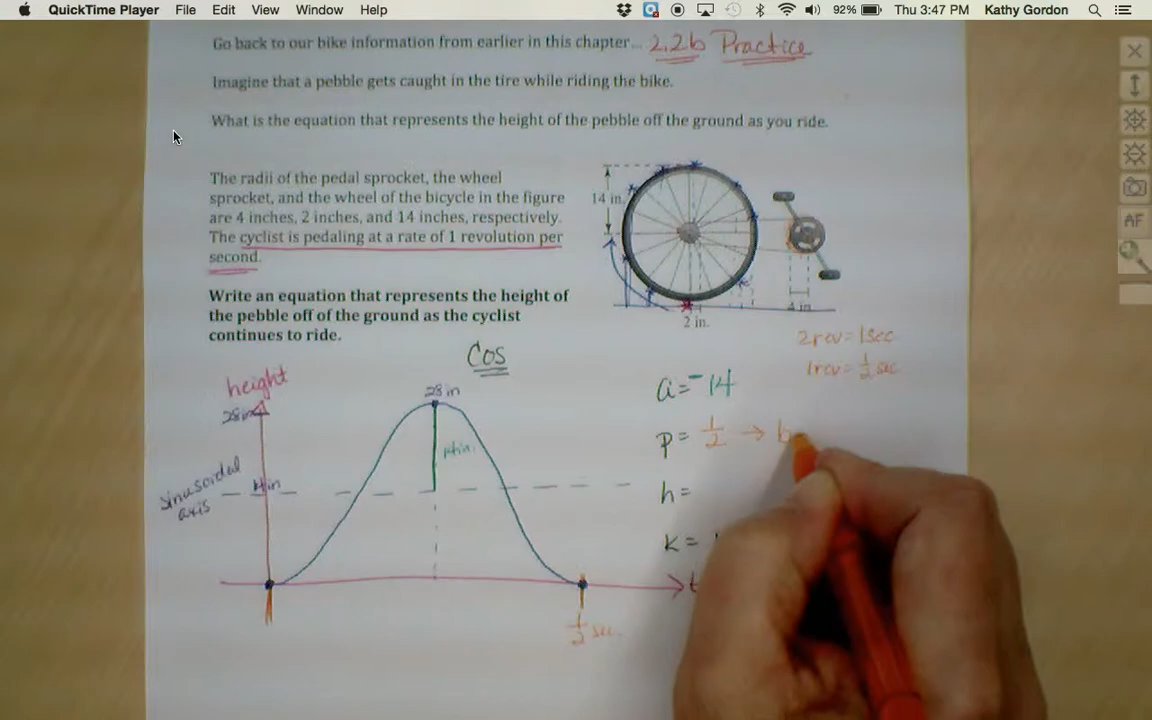 QuickTime Player File Edit View Window Help 92% Thu 3:47 PM Kathy Gordon
Go back to our bike information from earlier in this chapter... 2.2b Practice
Imagine that a pebble gets caught in the tire while riding the bike.
What is the equation that represents the height of the pebble off the ground as you ride.
The radii of the pedal sprocket, the wheel
sprocket, and the wheel of the bicycle in the figure
are 4 inches, 2 inches, and 14 inches, respectively.
The cyclist is pedaling at a rate of 1 revolution per
second.
Write an equation that represents the height of
the pebble off of the ground as the cyclist
continues to ride.
14 in.
4 in.
2 in.
AF
2 rev = 1 sec
1 rev = 1/2 sec
Cos
height
28 in
28 in
14 in.
14 in
sinusoidal
axis
1/2 sec
t
a = -14
p = 1/2 → b
h =
K =